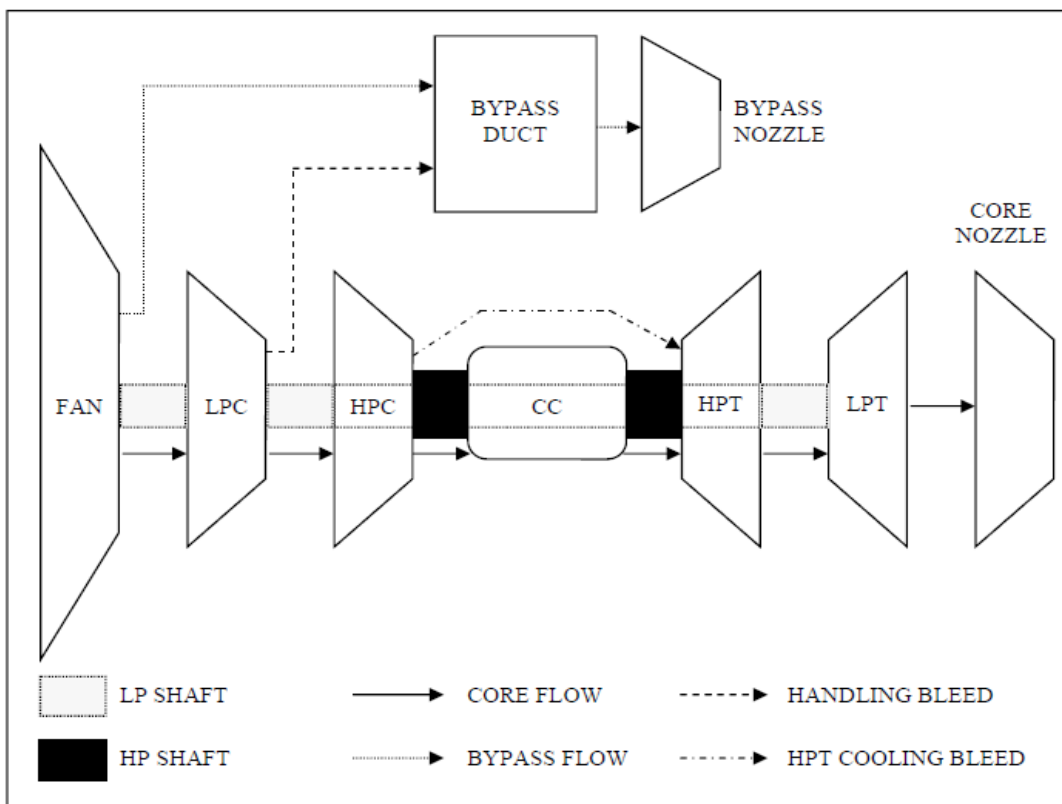 BYPASS
DUCT
BYPASS
NOZZLE
CORE
NOZZLE
FAN
LPC
HPC
CC
HPT
LPT
LP SHAFT
CORE FLOW
HANDLING BLEED
HP SHAFT
BYPASS FLOW
HPT COOLING BLEED